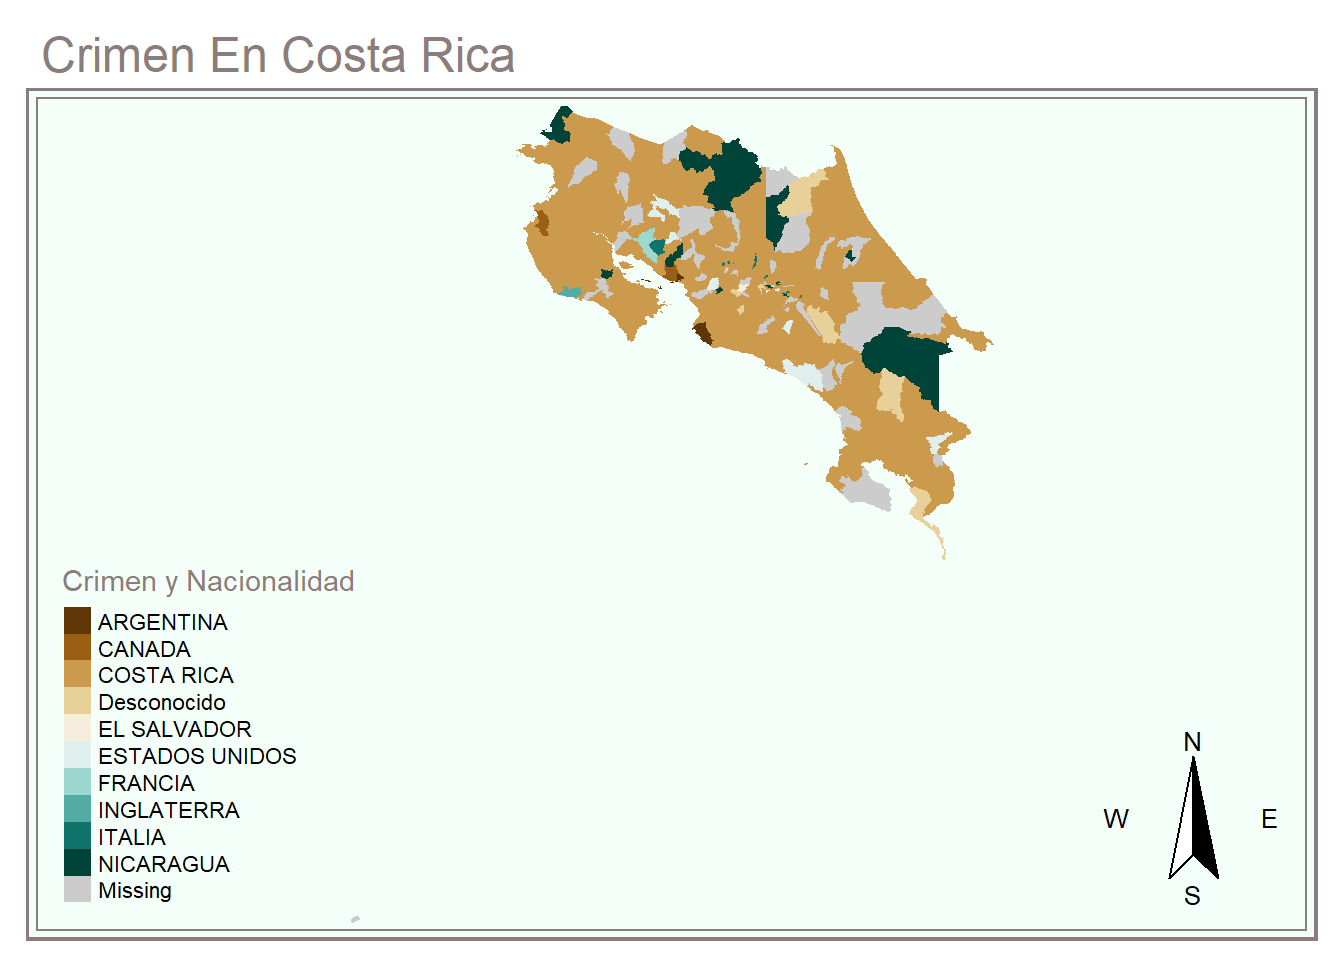 Crimen En Costa Rica
Crimen y Nacionalidad
ARGENTINA
CANADA
COSTA RICA
Desconocido
EL SALVADOR
ESTADOS UNIDOS
FRANCIA
INGLATERRA
ITALIA
NICARAGUA
Missing
N
W E
S